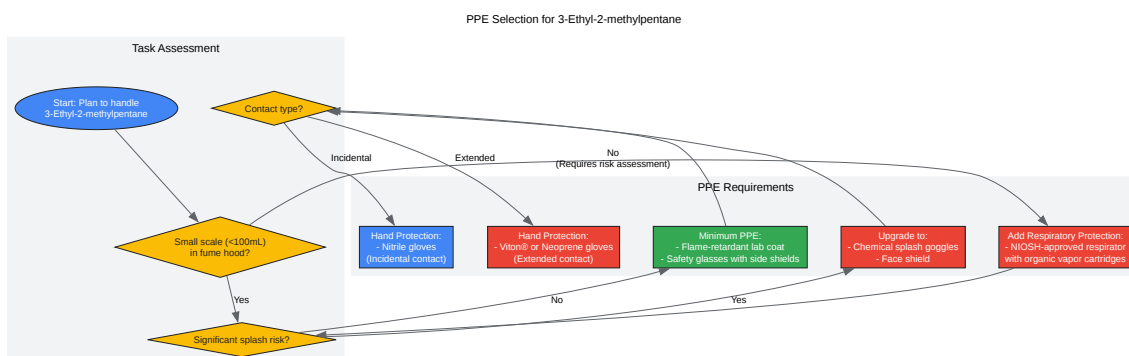 PPE Selection for 3-Ethyl-2-methylpentane
Task Assessment
Start: Plan to handle
3-Ethyl-2-methylpentane
Contact type?
Incidental
Extended
No
(Requires risk assessment)
PPE Requirements
Small scale (<100mL)
in fume hood?
Hand Protection:
- Nitrile gloves
(Incidental contact)
Hand Protection:
- Viton® or Neoprene gloves
(Extended contact)
Minimum PPE:
- Flame-retardant lab coat
- Safety glasses with side shields
Upgrade to:
- Chemical splash goggles
- Face shield
Add Respiratory Protection:
- NIOSH-approved respirator
with organic vapor cartridges
Yes
No
Yes
Significant splash risk?